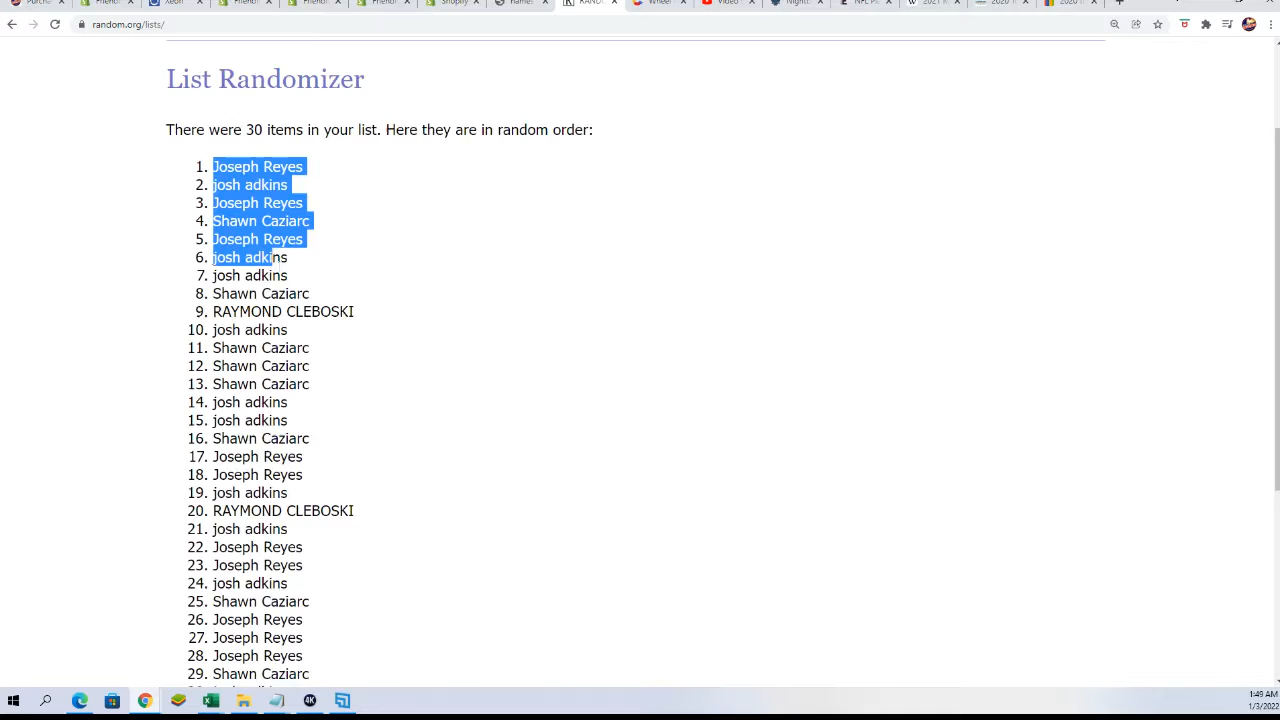 random.org/lists/
List Randomizer
There were 30 items in your list. Here they are in random order:
1. Joseph Reyes
2. josh adkins
3. Joseph Reyes
4. Shawn Caziarc
5. Joseph Reyes
6. josh adkins
7. josh adkins
8. Shawn Caziarc
9. RAYMOND CLEBOSKI
10. josh adkins
11. Shawn Caziarc
12. Shawn Caziarc
13. Shawn Caziarc
14. josh adkins
15. josh adkins
16. Shawn Caziarc
17. Joseph Reyes
18. Joseph Reyes
19. josh adkins
20. RAYMOND CLEBOSKI
21. josh adkins
22. Joseph Reyes
23. Joseph Reyes
24. josh adkins
25. Shawn Caziarc
26. Joseph Reyes
27. Joseph Reyes
28. Joseph Reyes
29. Shawn Caziarc
4K
1:49 AM
1/3/2022